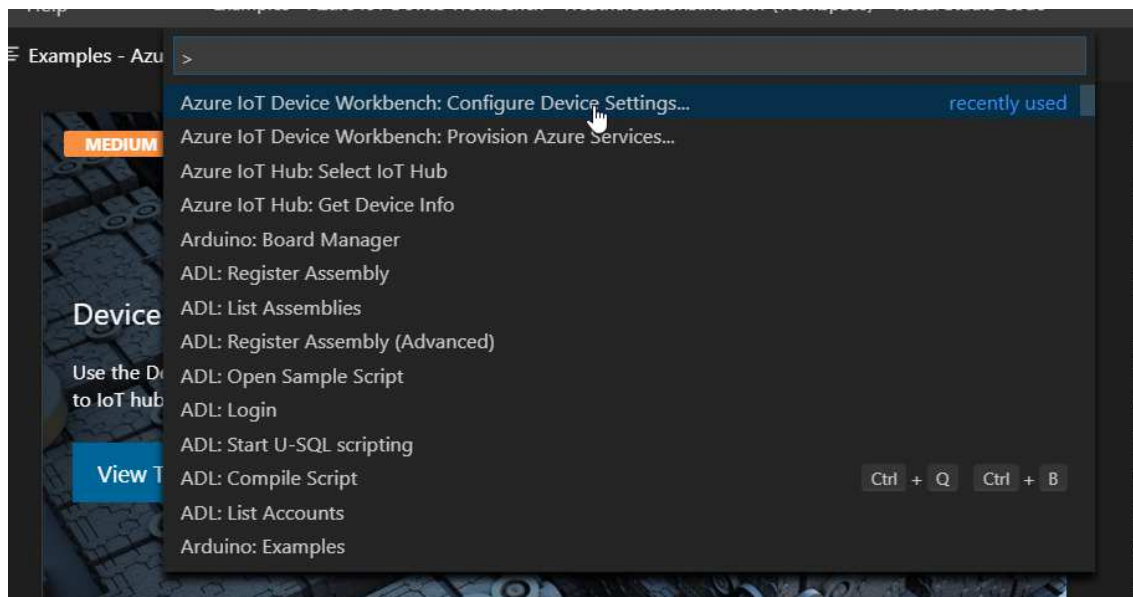 Examples - Azu
>
Azure IoT Device Workbench: Configure Device Settings... recently used
Azure IoT Device Workbench: Provision Azure Services...
Azure IoT Hub: Select IoT Hub
Azure IoT Hub: Get Device Info
Arduino: Board Manager
ADL: Register Assembly
ADL: List Assemblies
ADL: Register Assembly (Advanced)
ADL: Open Sample Script
ADL: Login
ADL: Start U-SQL scripting
ADL: Compile Script Ctrl + Q Ctrl + B
ADL: List Accounts
Arduino: Examples
MEDIUM
Device
Use the D
to IoT hub
View T